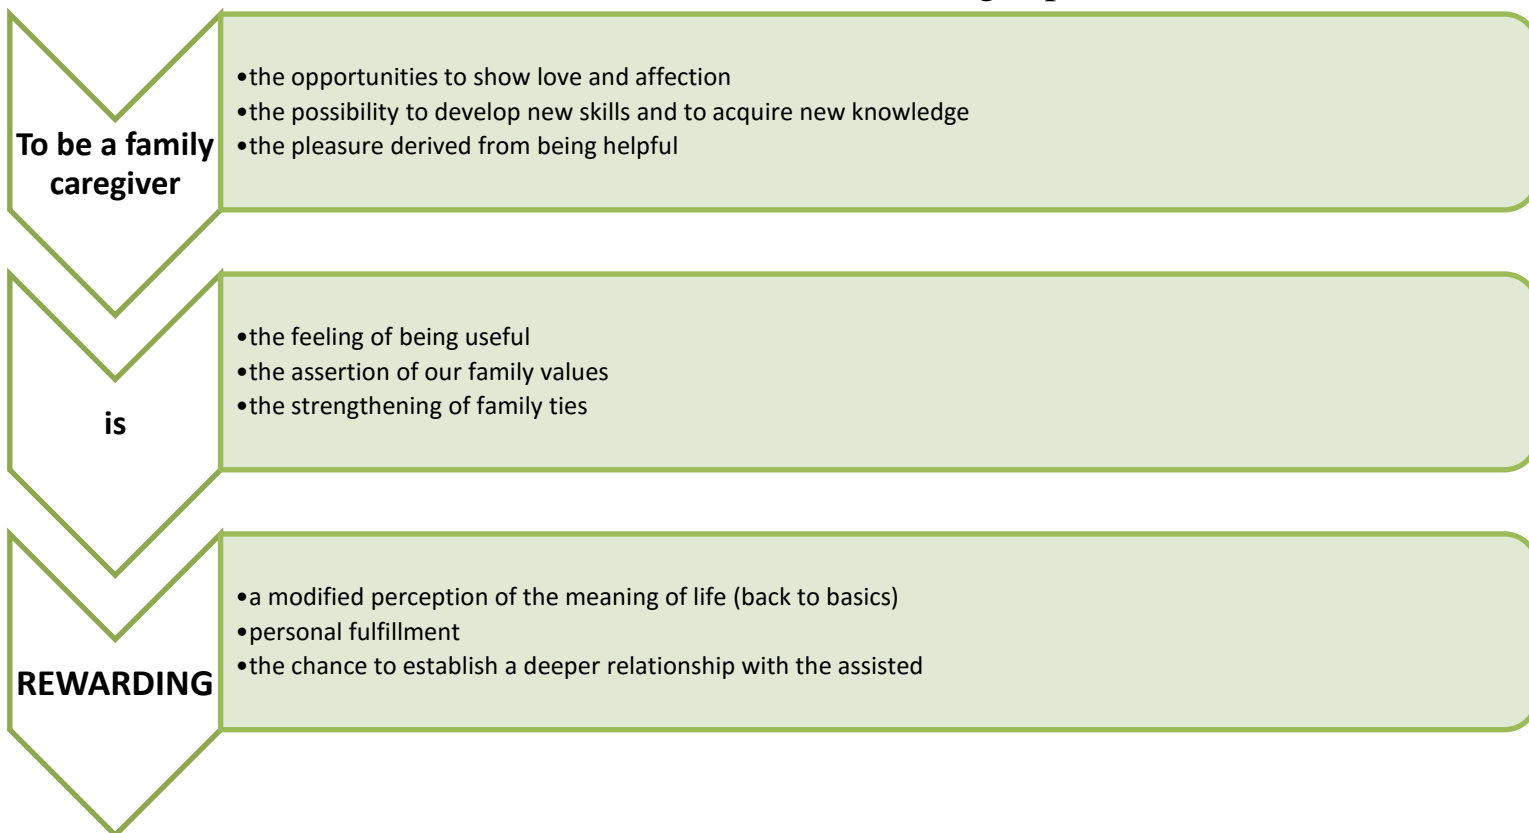 To be a family
caregiver
•the opportunities to show love and affection
•the possibility to develop new skills and to acquire new knowledge
•the pleasure derived from being helpful
is
•the feeling of being useful
•the assertion of our family values
•the strengthening of family ties
REWARDING
•a modified perception of the meaning of life (back to basics)
•personal fulfillment
•the chance to establish a deeper relationship with the assisted